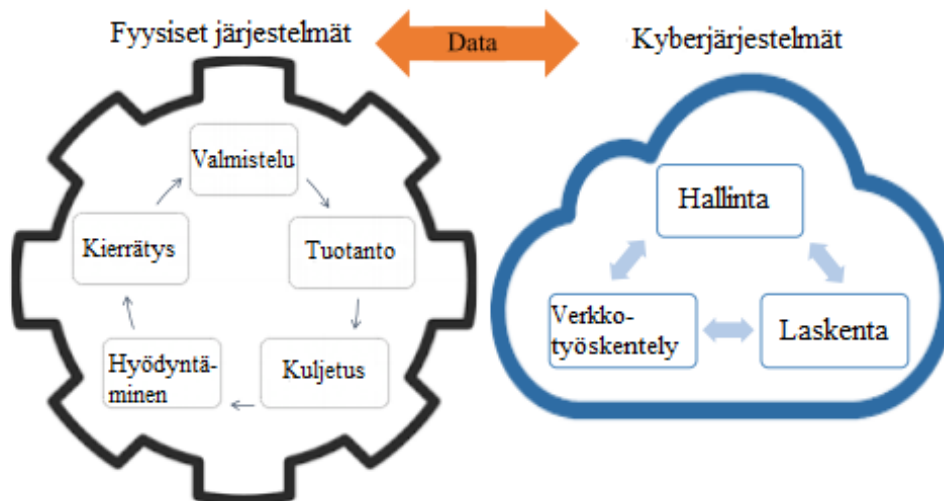 Fyysiset järjestelmät
Data
Kyberjärjestelmät
Valmistelu
Tuotanto
Kuljetus
Hyödyntä-
minen
Kierrätys
Hallinta
Verkko-
työskentely
Laskenta